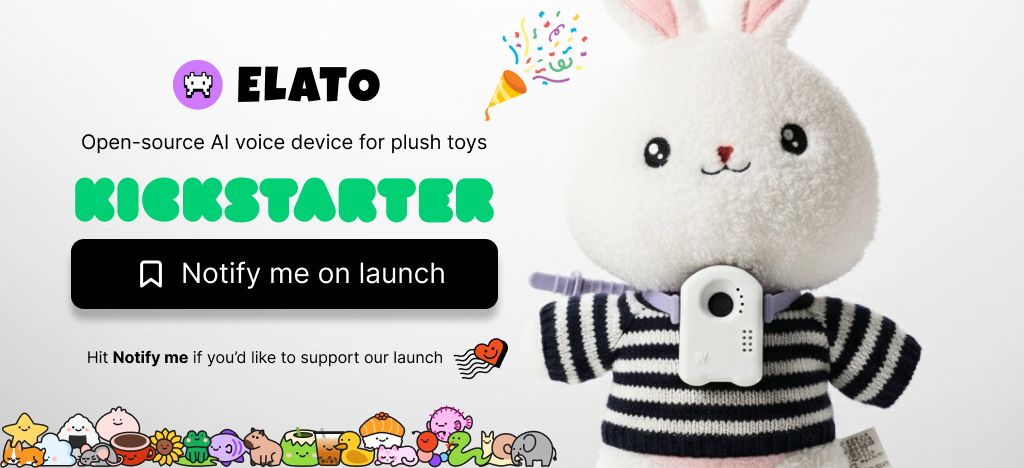 ELATO
Open-source AI voice device for plush toys
KICKSTARTER
Notify me on launch
Hit Notify me if you'd like to support our launch